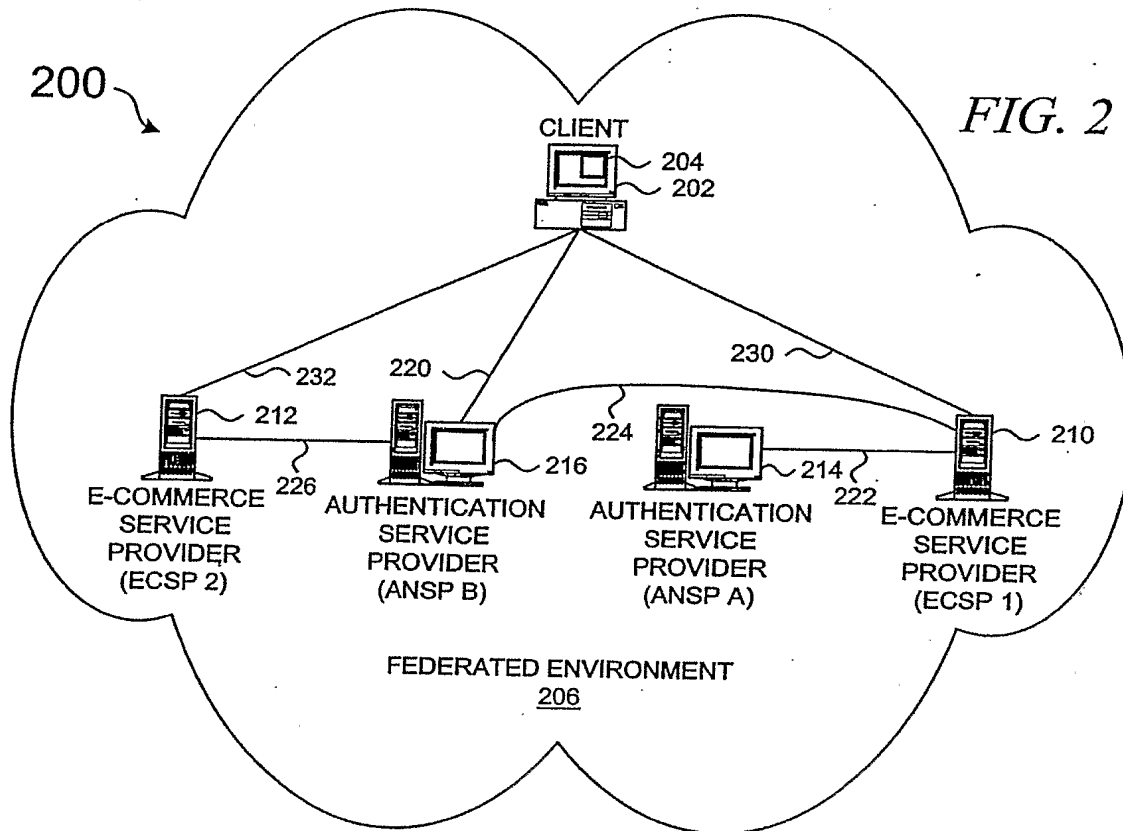 200
FIG. 2
CLIENT
204
202
232
220
230
224
212
216
214
210
226
222
E-COMMERCE
SERVICE
PROVIDER
(ECSP 2)
AUTHENTICATION
SERVICE
PROVIDER
(ANSP B)
AUTHENTICATION
SERVICE
PROVIDER
(ANSP A)
E-COMMERCE
SERVICE
PROVIDER
(ECSP 1)
FEDERATED ENVIRONMENT
206